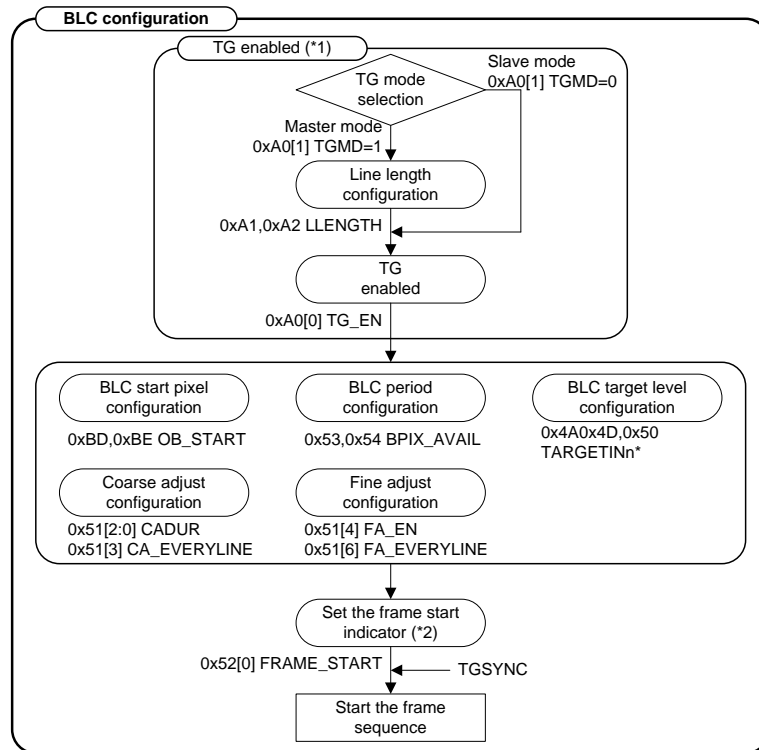 BLC configuration
TG enabled (*1)
TG mode
selection
Slave mode
0xA0[1] TGMD=0
Master mode
0xA0[1] TGMD=1
Line length
configuration
0xA1,0xA2 LLENGTH
TG
enabled
0xA0[0] TG_EN
BLC start pixel
configuration
0xBD,0xBE OB_START
BLC period
configuration
0x53,0x54 BPIX_AVAIL
BLC target level
configuration
0x4A0x4D,0x50
TARGETINn*
Coarse adjust
configuration
0x51[2:0] CADUR
0x51[3] CA_EVERYLINE
Fine adjust
configuration
0x51[4] FA_EN
0x51[6] FA_EVERYLINE
Set the frame start
indicator (*2)
0x52[0] FRAME_START
TGSYNC
Start the frame
sequence